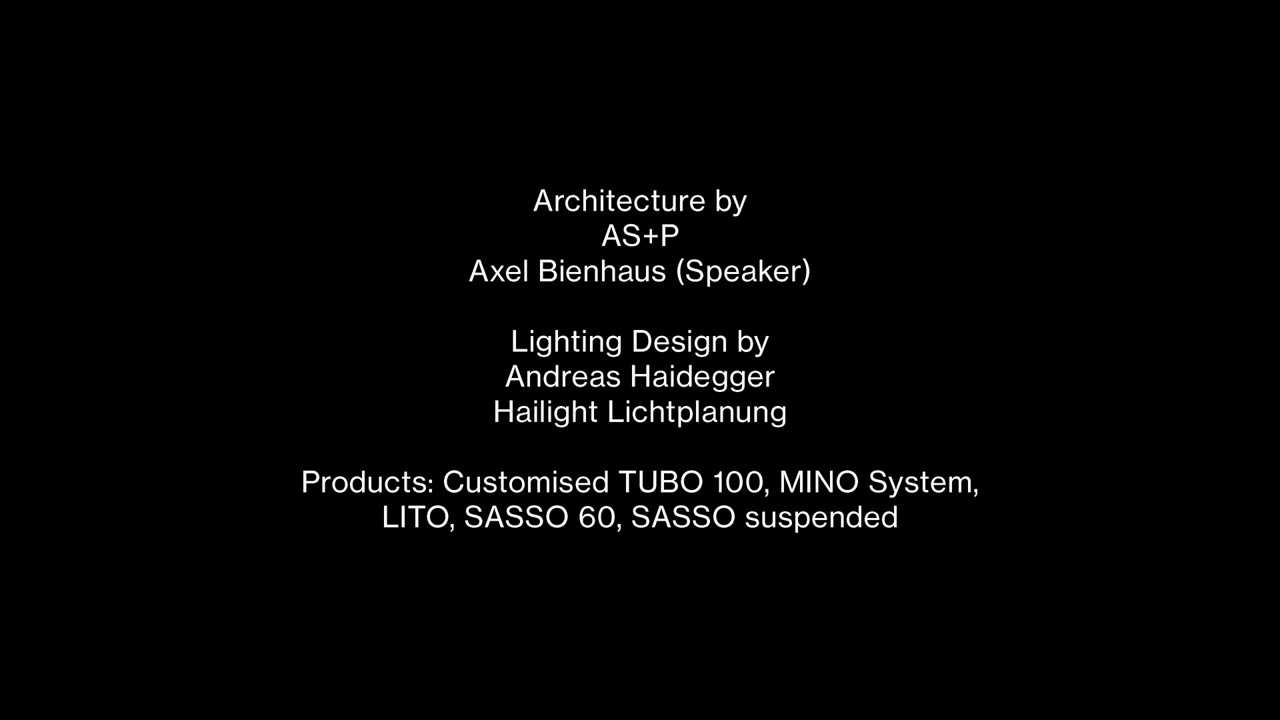 Architecture by
AS+P
Axel Bienhaus (Speaker)
Lighting Design by
Andreas Haidegger
Hailight Lichtplanung
Products: Customised TUBO 100, MINO System,
LITO, SASSO 60, SASSO suspended